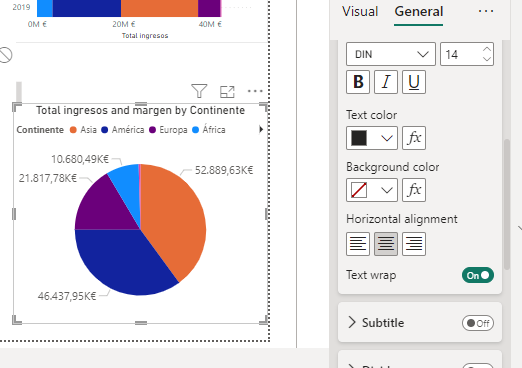 2019
0M €
20M €
40M €
Total ingresos
Total ingresos and margen by Continente
Continente Asia América Europa África
10.680,49K€
52.889,63K€
21.817,78K€
46.437,95K€
Visual General
DIN 14
B I U
Text color
fx
Background color
fx
Horizontal alignment
Text wrap On
Subtitle Off